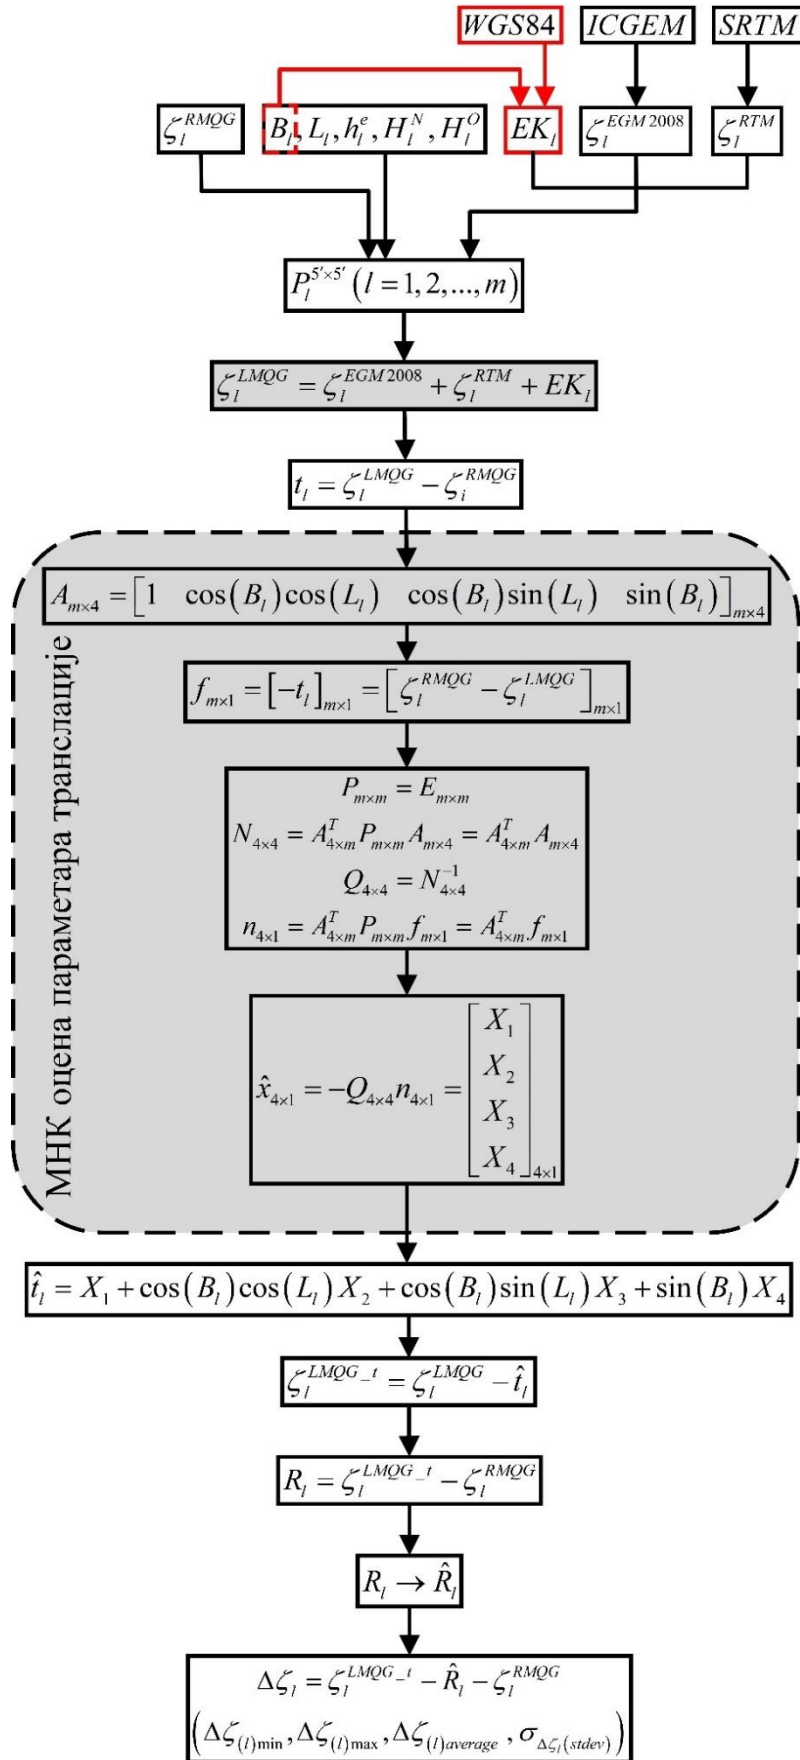 WGS84
ICGEM
SRTM
ζ_l^{RMQG}
B_l, L_l, h_l^e, H_l^N, H_l^O
EK_l
ζ_l^{EGM2008}
ζ_l^{RTM}
P_l^{5'×5'} (l = 1, 2, ..., m)
ζ_l^{LMQG} = ζ_l^{EGM2008} + ζ_l^{RTM} + EK_l
t_l = ζ_l^{LMQG} − ζ_i^{RMQG}
МНК оцена параметара транслације
A_{m×4} = [1 cos(B_l)cos(L_l) cos(B_l)sin(L_l) sin(B_l)]_{m×4}
f_{m×1} = [−t_l]_{m×1} = [ζ_l^{RMQG} − ζ_l^{LMQG}]_{m×1}
P_{m×m} = E_{m×m}
N_{4×4} = A_{4×m}^T P_{m×m} A_{m×4} = A_{4×m}^T A_{m×4}
Q_{4×4} = N_{4×4}^{−1}
n_{4×1} = A_{4×m}^T P_{m×m} f_{m×1} = A_{4×m}^T f_{m×1}
x̂_{4×1} = −Q_{4×4} n_{4×1} = [X_1 X_2 X_3 X_4]_{4×1}
t̂_l = X_1 + cos(B_l)cos(L_l) X_2 + cos(B_l)sin(L_l) X_3 + sin(B_l) X_4
ζ_l^{LMQG_t} = ζ_l^{LMQG} − t̂_l
R_l = ζ_l^{LMQG_t} − ζ_l^{RMQG}
R_l → R̂_l
Δζ_l = ζ_l^{LMQG_t} − R̂_l − ζ_l^{RMQG}
(Δζ_{(l)min}, Δζ_{(l)max}, Δζ_{(l)average}, σ_{Δζ_l(stdev)})